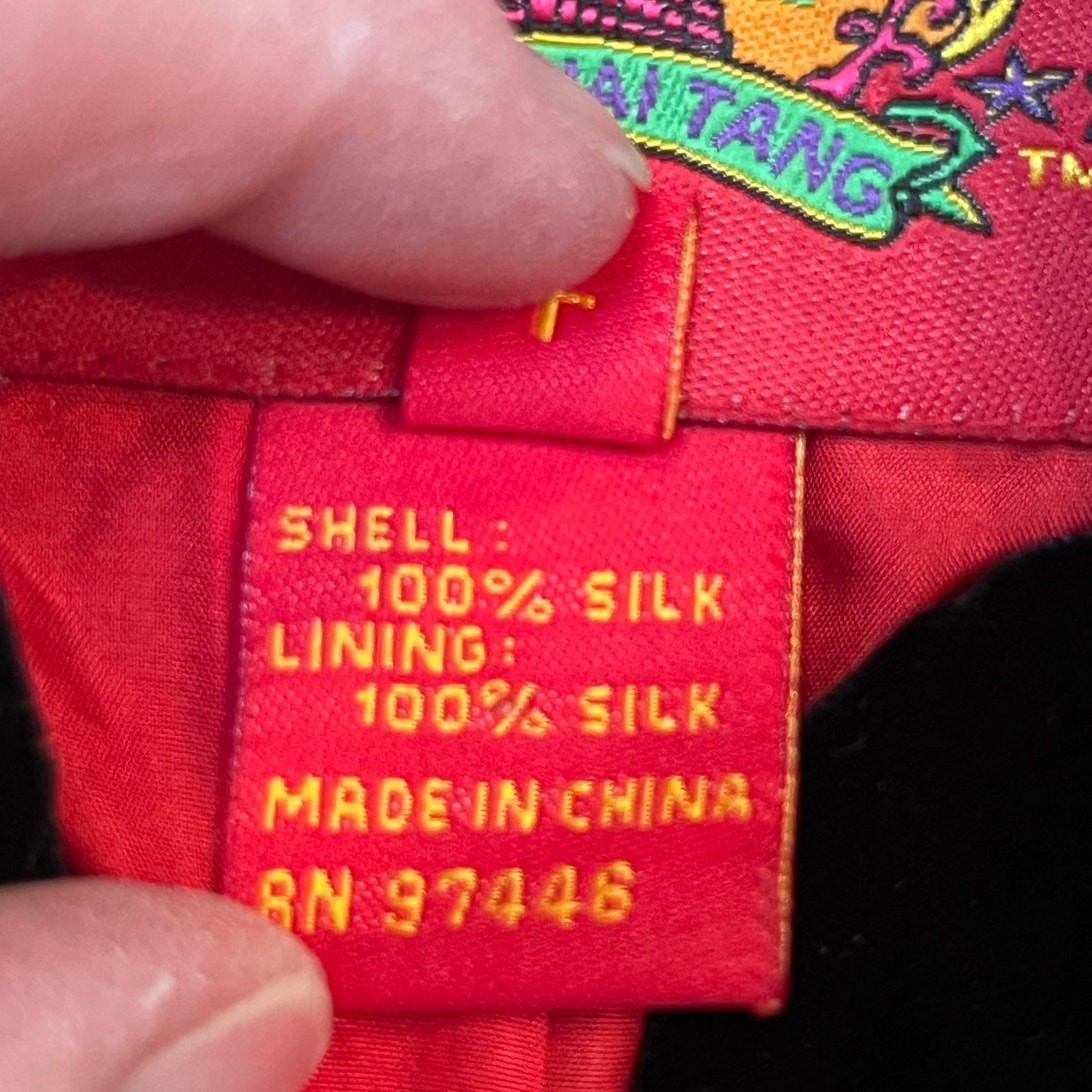 AI TANG
TM
SHELL:
100% SILK
LINING:
100% SILK
MADE IN CHINA
RN 97446